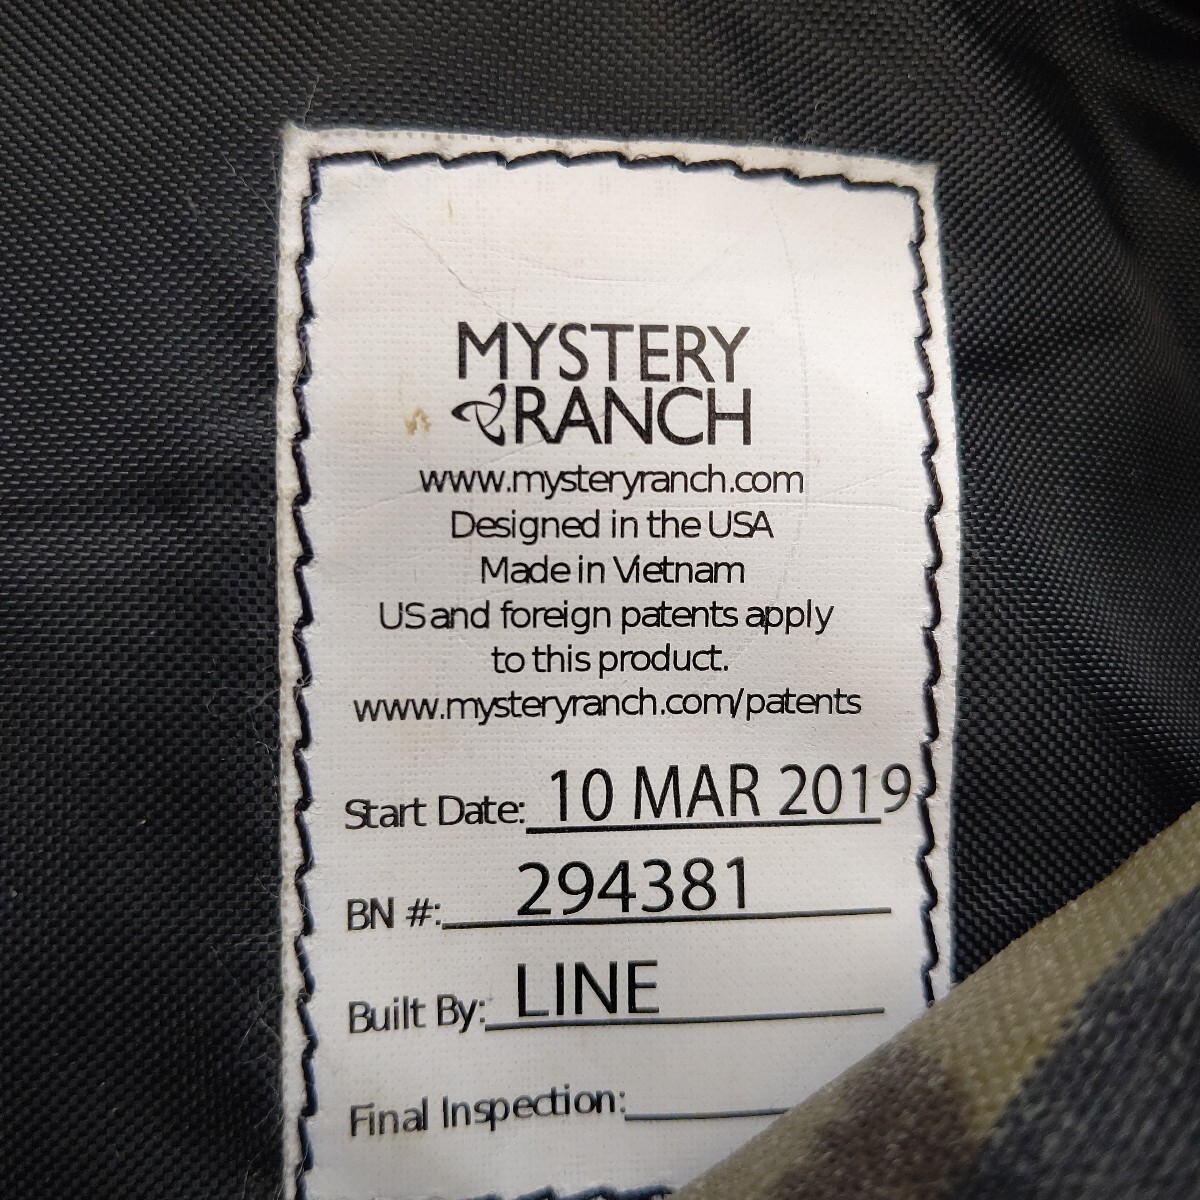 MYSTERY
RANCH
www.mysteryranch.com
Designed in the USA
Made in Vietnam
US and foreign patents apply
to this product.
www.mysteryranch.com/patents
Start Date: 10 MAR 2019
BN #: 294381
Built By: LINE
Final Inspection: